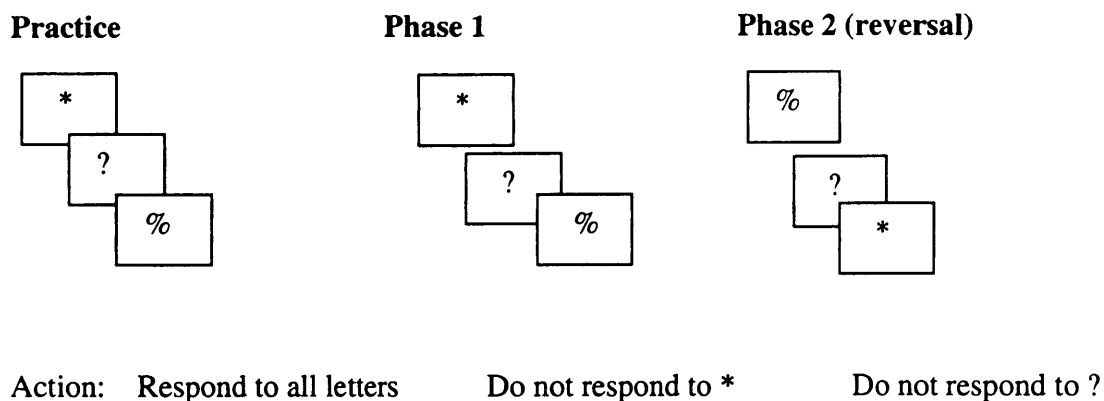 Practice Phase 1 Phase 2 (reversal)
* * %
? ? ?
% % *
Action: Respond to all letters Do not respond to * Do not respond to ?